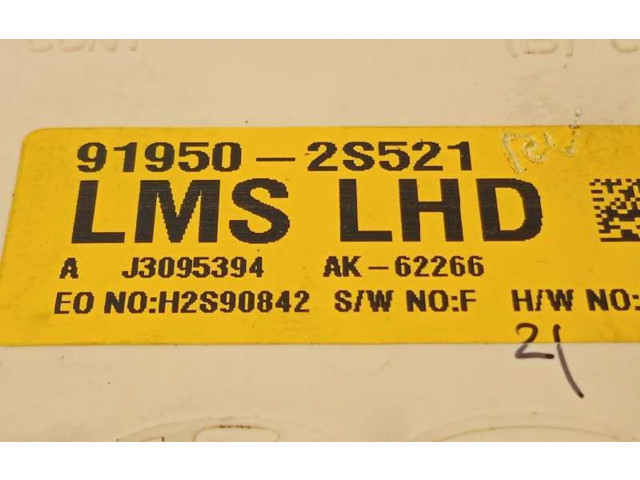 91950-2S521
LMS LHD
A J3095394 AK-62266
EO NO:H2S90842 S/W NO:F H/W NO:
21